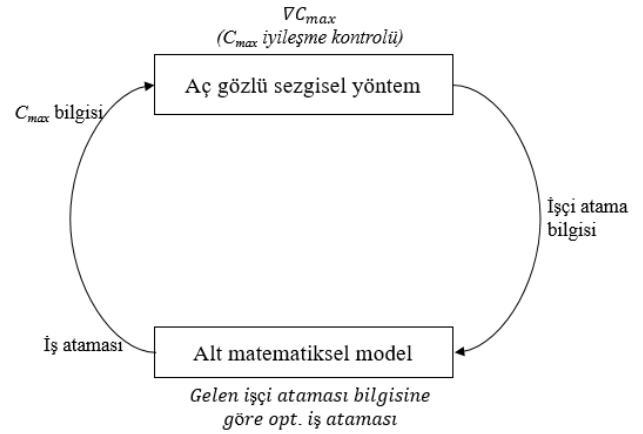 ∇C_max
(C_max iyileşme kontrolü)
Aç gözlü sezgisel yöntem
C_max bilgisi
İşçi atama
bilgisi
İş ataması
Alt matematiksel model
Gelen işçi ataması bilgisine
göre opt. iş ataması